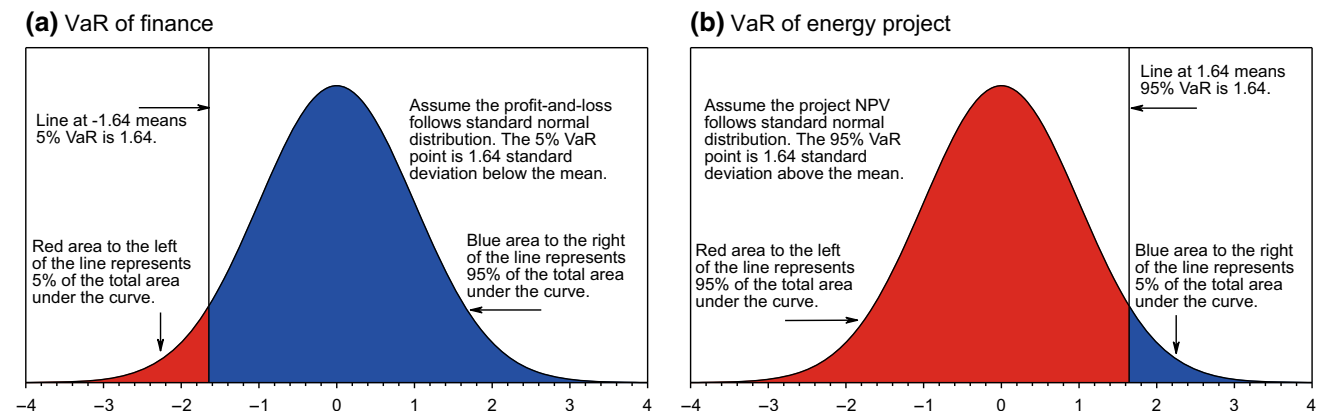 (a) VaR of finance
Line at -1.64 means
5% VaR is 1.64.
Assume the profit-and-loss
follows standard normal
distribution. The 5% VaR
point is 1.64 standard
deviation below the mean.
Red area to the left
of the line represents
5% of the total area
under the curve.
Blue area to the right
of the line represents
95% of the total area
under the curve.
–4 –3 –2 –1 0 1 2 3 4
(b) VaR of energy project
Assume the project NPV
follows standard normal
distribution. The 95% VaR
point is 1.64 standard
deviation above the mean.
Line at 1.64 means
95% VaR is 1.64.
Red area to the left
of the line represents
95% of the total area
under the curve.
Blue area to the right
of the line represents
5% of the total area
under the curve.
–4 –3 –2 –1 0 1 2 3 4